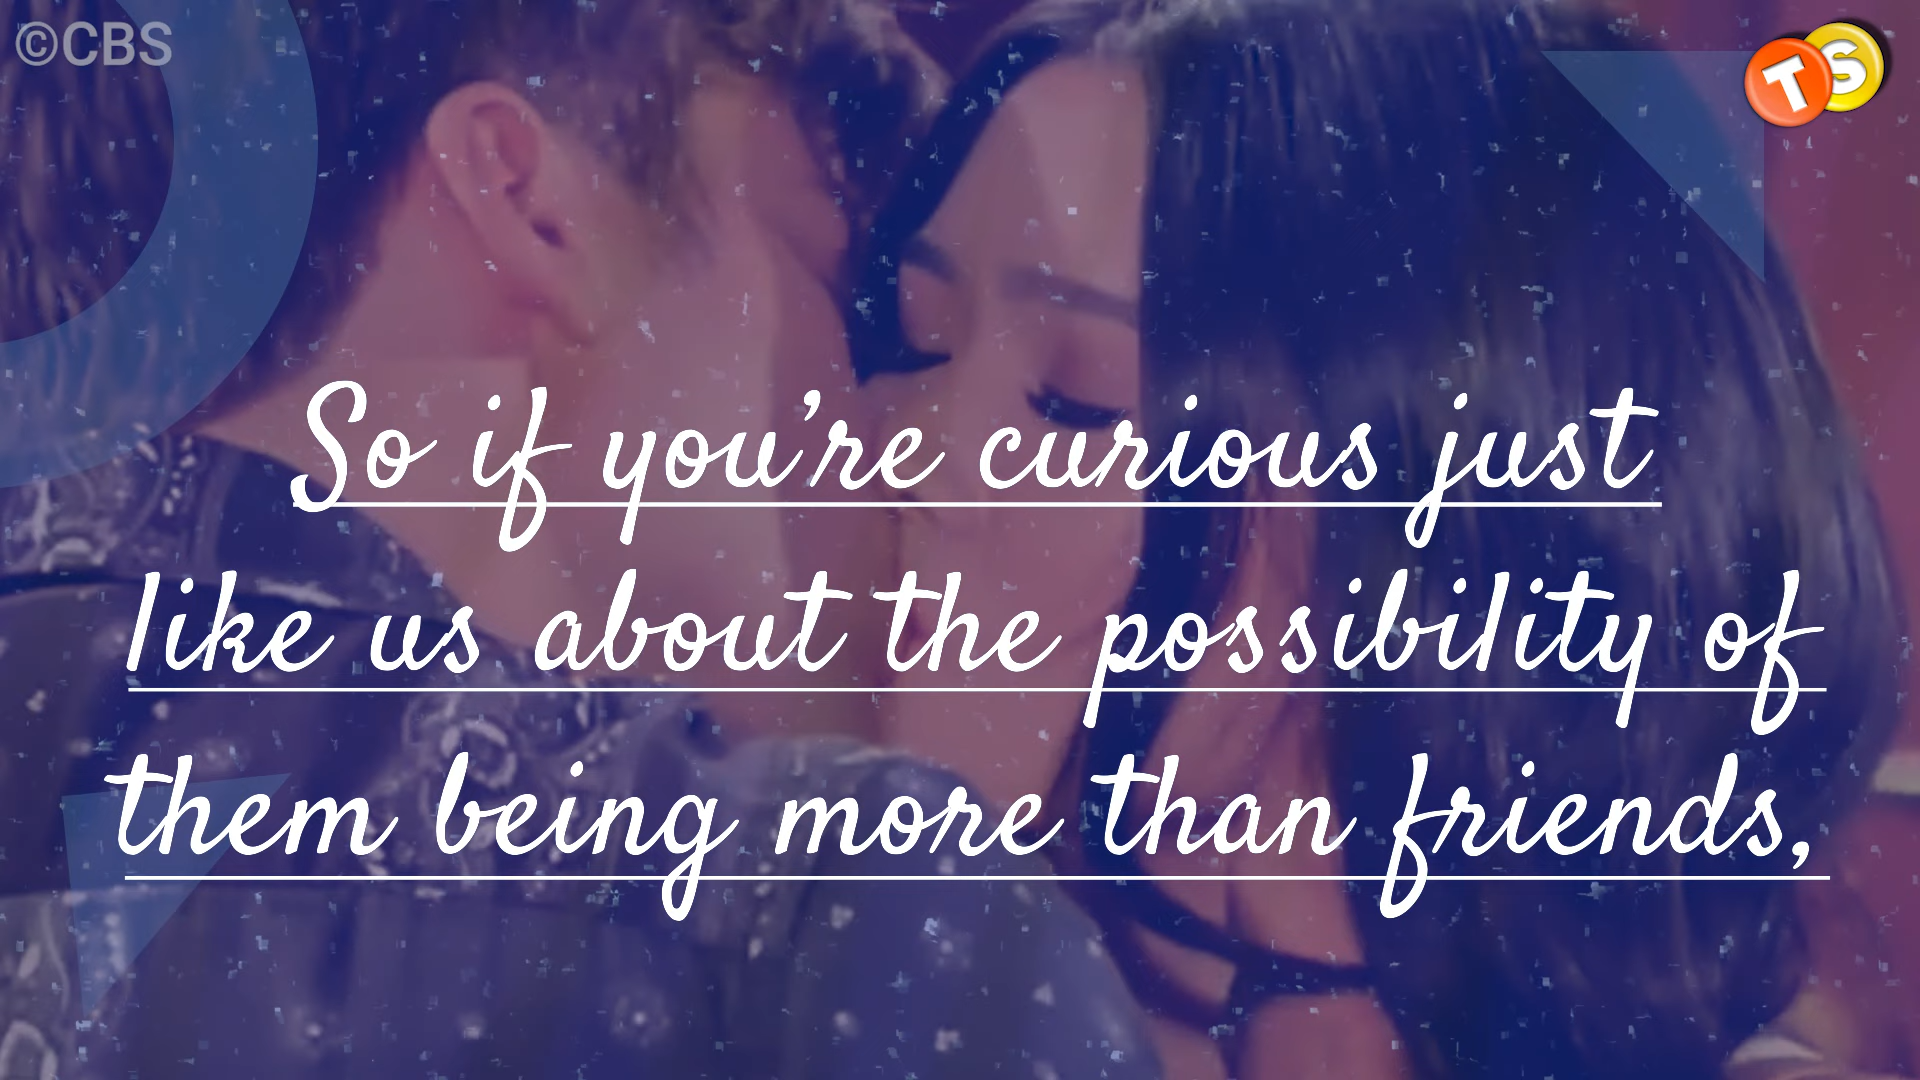 ©CBS
TS
So if you're curious just
like us about the possibility of
them being more than friends,